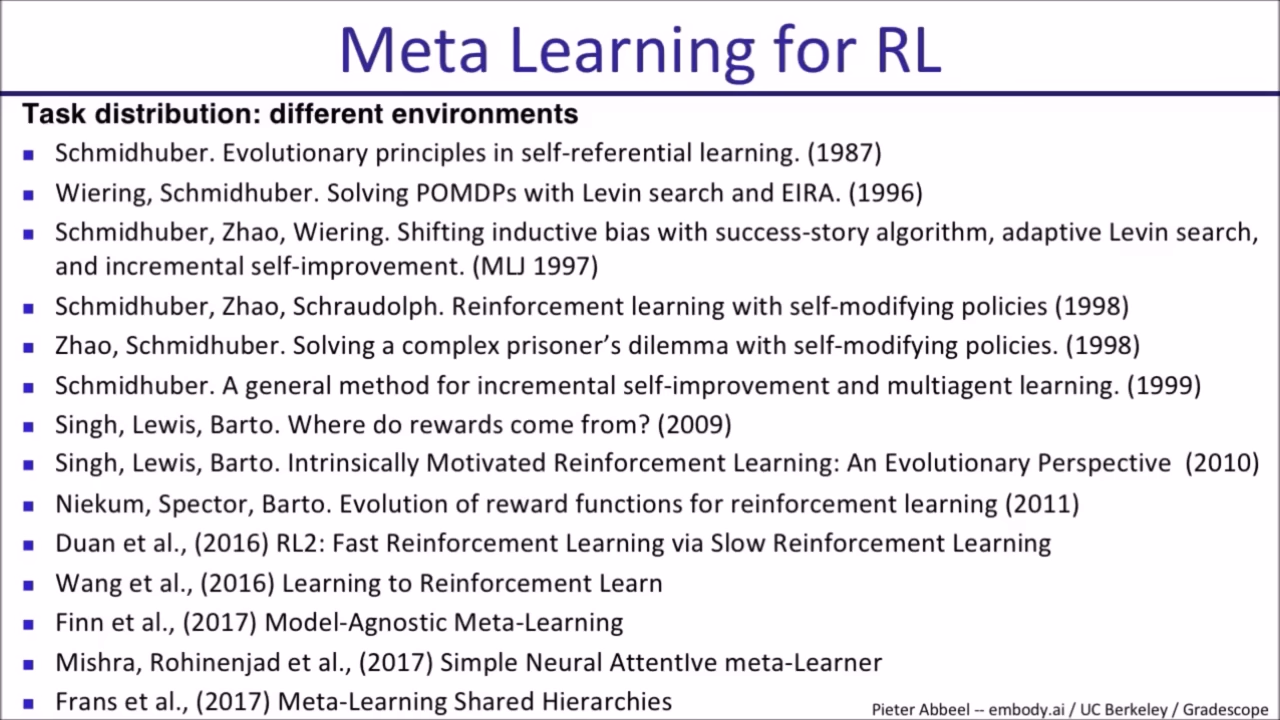 Meta Learning for RL
Task distribution: different environments
▪ Schmidhuber. Evolutionary principles in self-referential learning. (1987)
▪ Wiering, Schmidhuber. Solving POMDPs with Levin search and EIRA. (1996)
▪ Schmidhuber, Zhao, Wiering. Shifting inductive bias with success-story algorithm, adaptive Levin search,
and incremental self-improvement. (MLJ 1997)
▪ Schmidhuber, Zhao, Schraudolph. Reinforcement learning with self-modifying policies (1998)
▪ Zhao, Schmidhuber. Solving a complex prisoner’s dilemma with self-modifying policies. (1998)
▪ Schmidhuber. A general method for incremental self-improvement and multiagent learning. (1999)
▪ Singh, Lewis, Barto. Where do rewards come from? (2009)
▪ Singh, Lewis, Barto. Intrinsically Motivated Reinforcement Learning: An Evolutionary Perspective (2010)
▪ Niekum, Spector, Barto. Evolution of reward functions for reinforcement learning (2011)
▪ Duan et al., (2016) RL2: Fast Reinforcement Learning via Slow Reinforcement Learning
▪ Wang et al., (2016) Learning to Reinforcement Learn
▪ Finn et al., (2017) Model-Agnostic Meta-Learning
▪ Mishra, Rohinenjad et al., (2017) Simple Neural AttentIve meta-Learner
▪ Frans et al., (2017) Meta-Learning Shared Hierarchies
Pieter Abbeel -- embody.ai / UC Berkeley / Gradescope